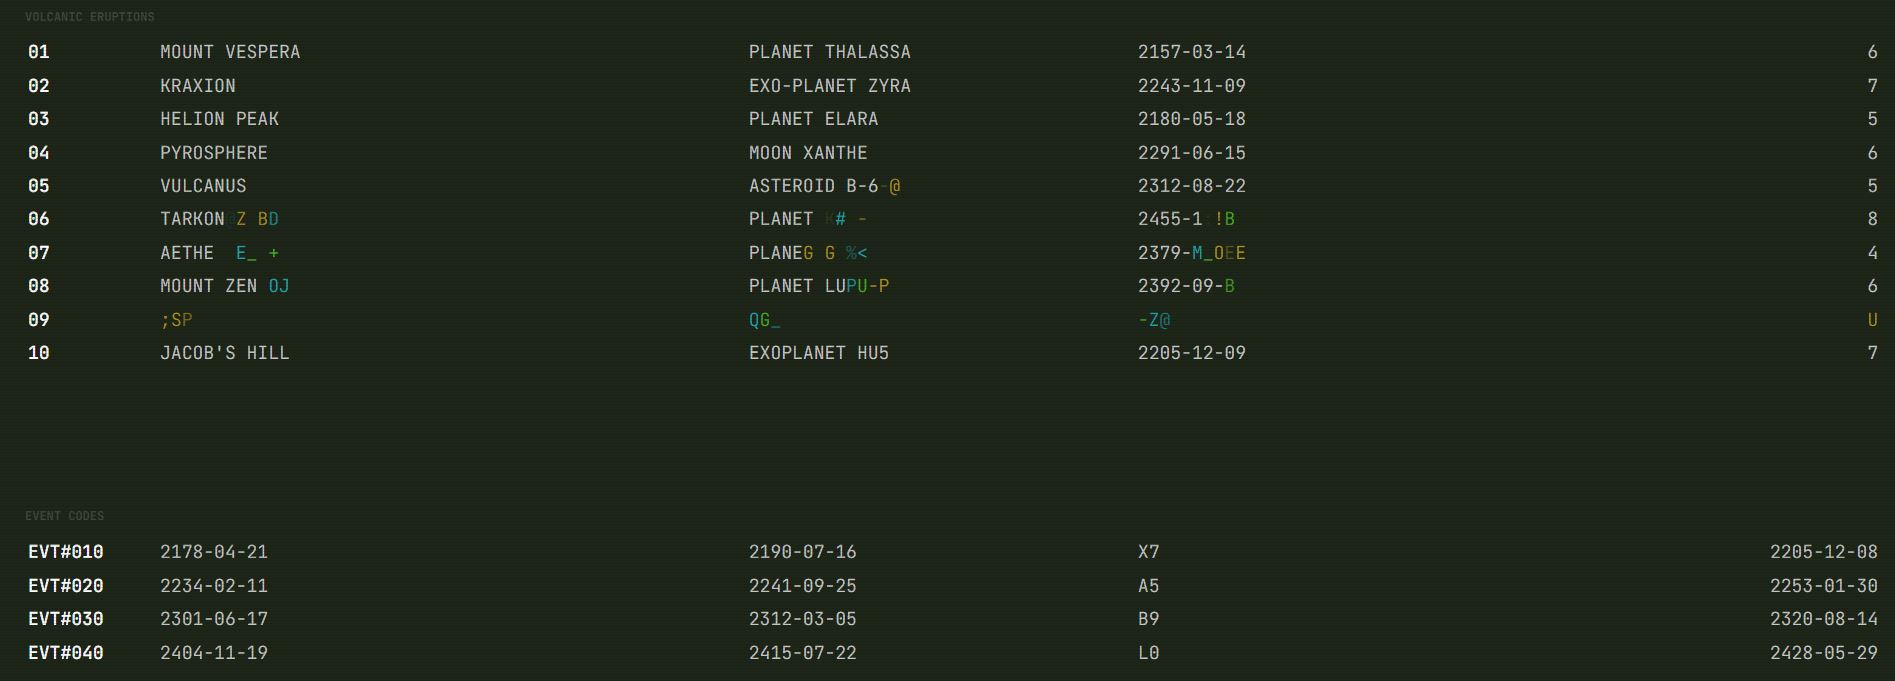 VOLCANIC ERUPTIONS
01 MOUNT VESPERA PLANET THALASSA 2157-03-14 6
02 KRAXION EXO-PLANET ZYRA 2243-11-09 7
03 HELION PEAK PLANET ELARA 2180-05-18 5
04 PYROSPHERE MOON XANTHE 2291-06-15 6
05 VULCANUS ASTEROID B-6-@ 2312-08-22 5
06 TARKON@Z BD PLANET K# - 2455-1 !B 8
07 AETHE E_ + PLANEG G %< 2379-M_OEE 4
08 MOUNT ZEN OJ PLANET LUPU-P 2392-09-B 6
09 ;SP QG_ -Z@ U
10 JACOB'S HILL EXOPLANET HU5 2205-12-09 7
EVENT CODES
EVT#010 2178-04-21 2190-07-16 X7 2205-12-08
EVT#020 2234-02-11 2241-09-25 A5 2253-01-30
EVT#030 2301-06-17 2312-03-05 B9 2320-08-14
EVT#040 2404-11-19 2415-07-22 L0 2428-05-29